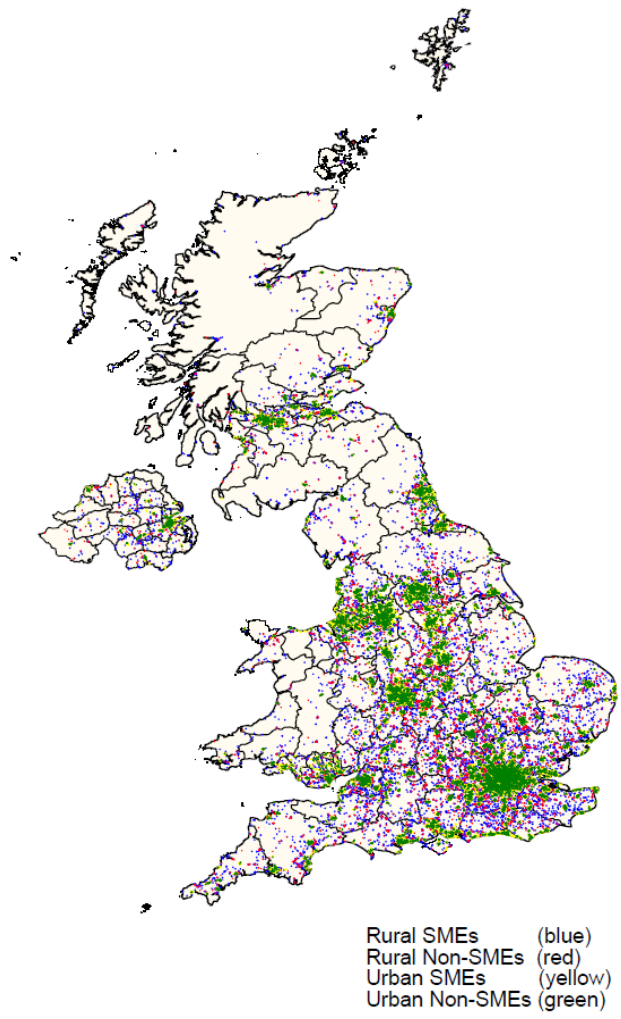 Rural SMEs (blue)
Rural Non-SMEs (red)
Urban SMEs (yellow)
Urban Non-SMEs (green)